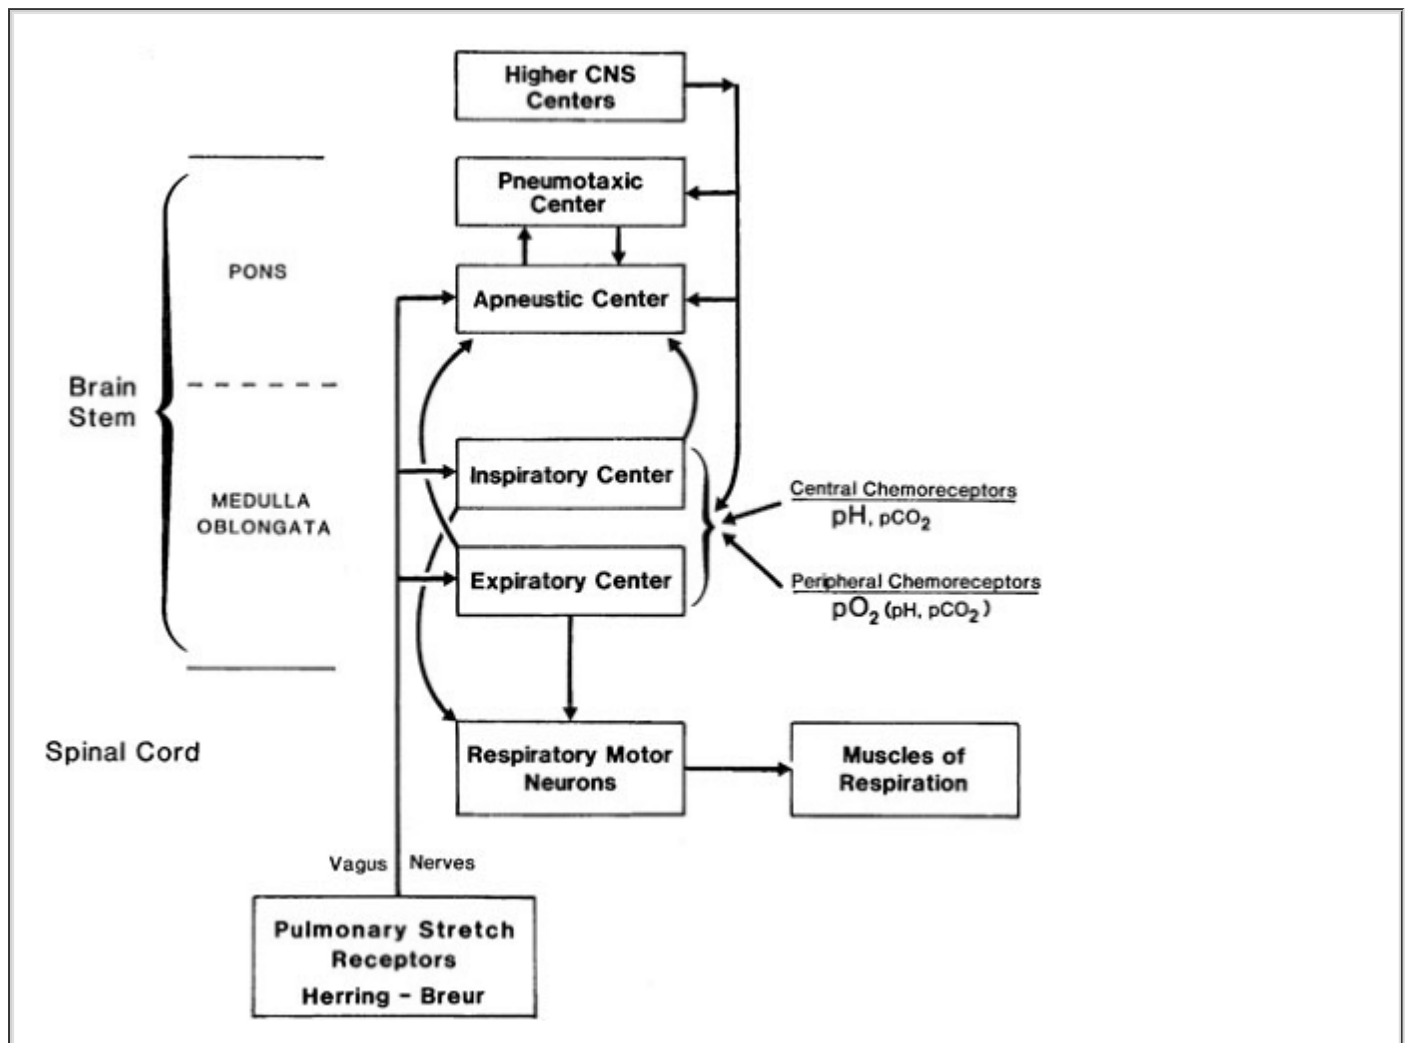 Higher CNS
Centers
Pneumotaxic
Center
PONS
Apneustic Center
Brain
Stem
MEDULLA
OBLONGATA
Inspiratory Center
Central Chemoreceptors
pH, pCO₂
Expiratory Center
Peripheral Chemoreceptors
pO₂ (pH, pCO₂)
Spinal Cord
Respiratory Motor
Neurons
Muscles of
Respiration
Vagus Nerves
Pulmonary Stretch
Receptors
Herring - Breur